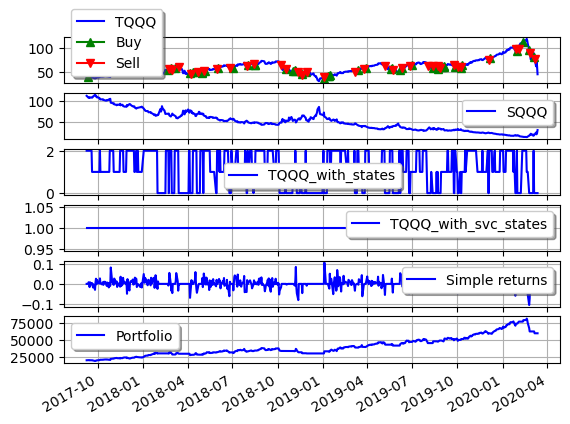 TQQQ
Buy
Sell
100
50
SQQQ
100
50
TQQQ_with_states
2
0
TQQQ_with_svc_states
1.05
1.00
0.95
Simple returns
0.1
0.0
−0.1
Portfolio
75000
50000
25000
2017-10 2018-01 2018-04 2018-07 2018-10 2019-01 2019-04 2019-07 2019-10 2020-01 2020-04